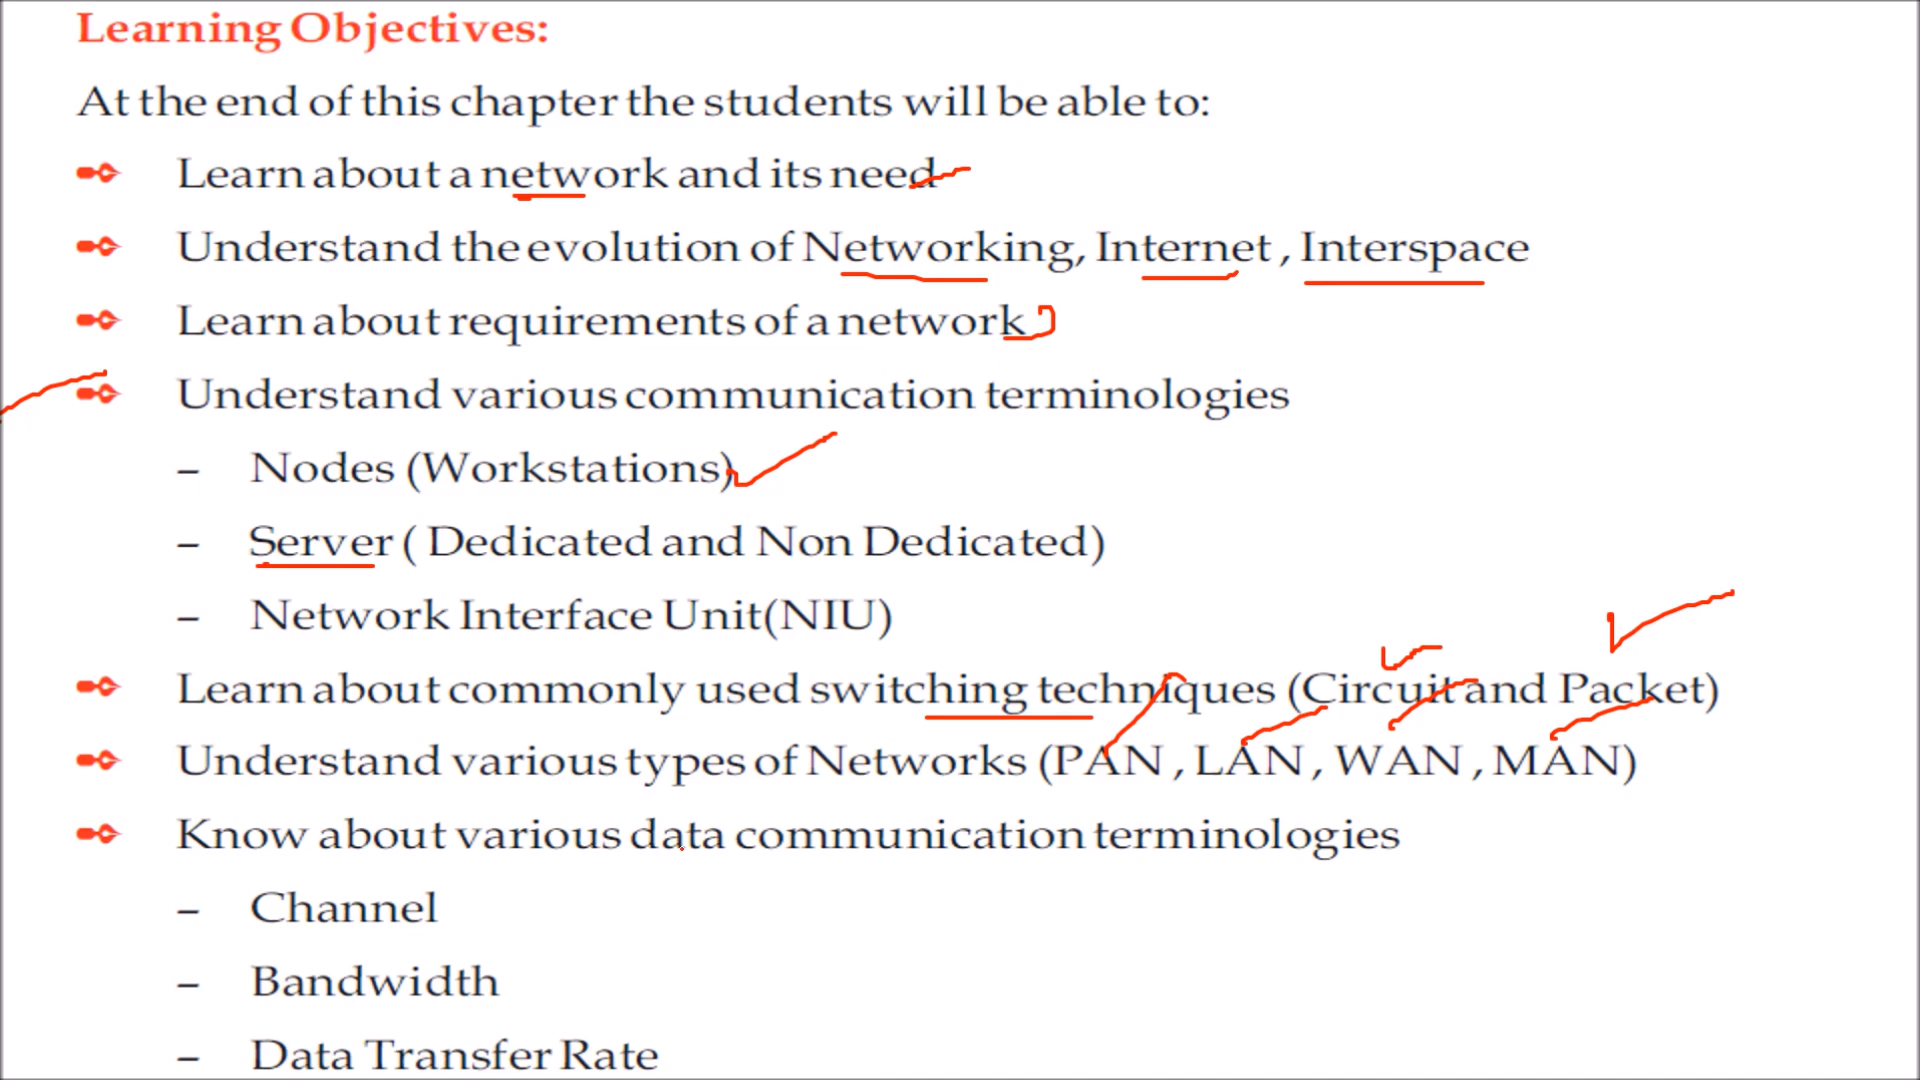 Learning Objectives:
At the end of this chapter the students will be able to:
Learn about a network and its need
Understand the evolution of Networking, Internet , Interspace
Learn about requirements of a network
Understand various communication terminologies
– Nodes (Workstations)
– Server ( Dedicated and Non Dedicated)
– Network Interface Unit(NIU)
Learn about commonly used switching techniques (Circuit and Packet)
Understand various types of Networks (PAN , LAN , WAN , MAN)
Know about various data communication terminologies
– Channel
– Bandwidth
– Data Transfer Rate